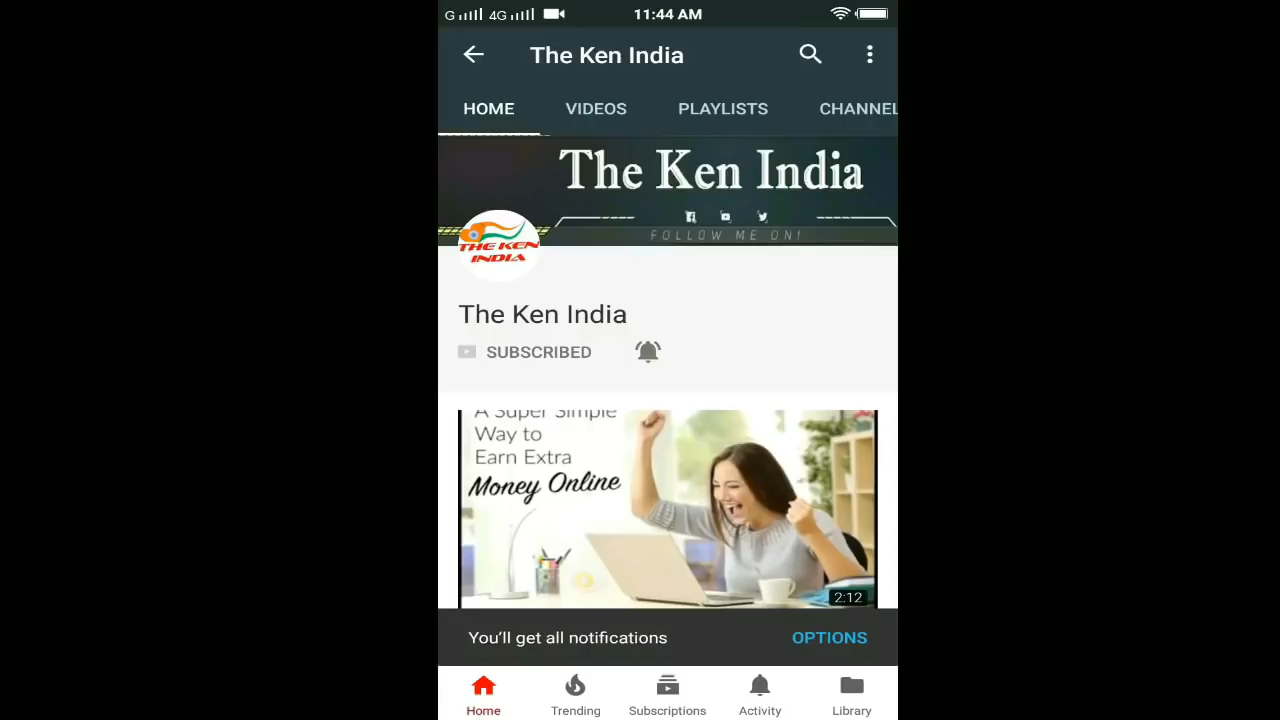 G 4G 11:44 AM
The Ken India
HOME VIDEOS PLAYLISTS CHANNEL
The Ken India
FOLLOW ME ON!
THE KEN
INDIA
The Ken India
SUBSCRIBED
A Super Simple
Way to
Earn Extra
Money Online
2:12
You'll get all notifications OPTIONS
Home Trending Subscriptions Activity Library